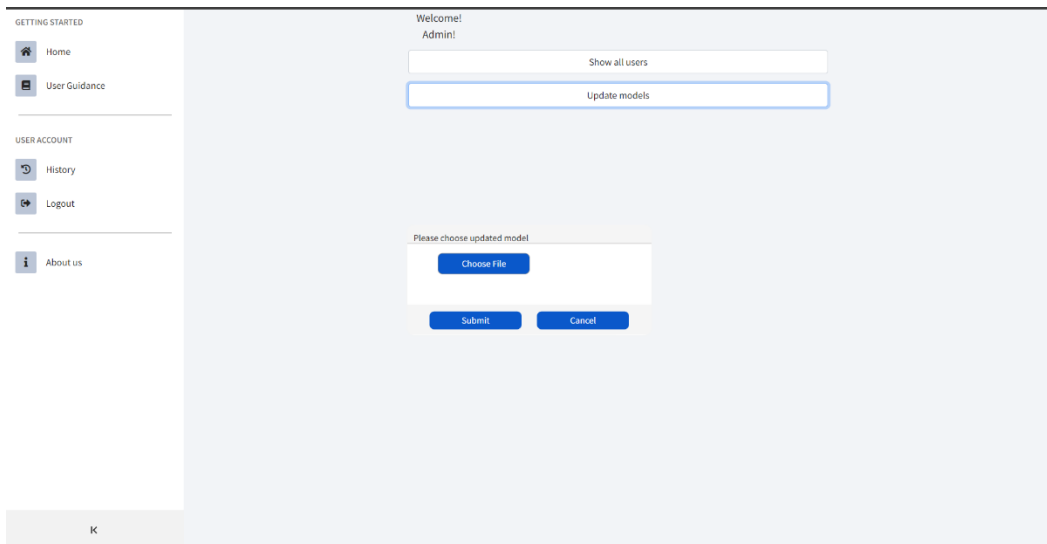 GETTING STARTED
Home
User Guidance
USER ACCOUNT
History
Logout
About us
Welcome!
Admin!
Show all users
Update models
Please choose updated model
Choose File
Submit
Cancel